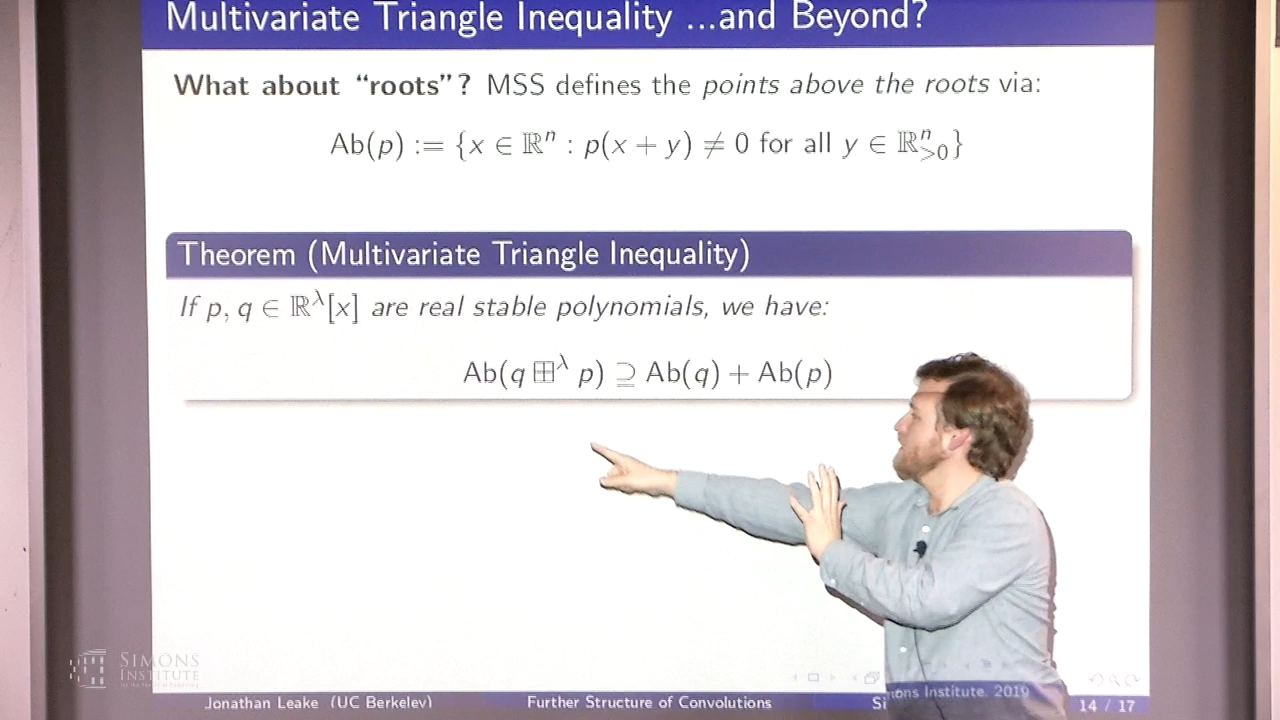 Multivariate Triangle Inequality ...and Beyond?
What about “roots”? MSS defines the points above the roots via:
Ab(p) := {x ∈ ℝⁿ : p(x + y) ≠ 0 for all y ∈ ℝⁿ_{>0}}
Theorem (Multivariate Triangle Inequality)
If p, q ∈ ℝ^λ[x] are real stable polynomials, we have:
Ab(q ⊞^λ p) ⊇ Ab(q) + Ab(p)
SIMONS
INSTITUTE
Jonathan Leake (UC Berkeley) Further Structure of Convolutions Simons Institute, 2019 14 / 17